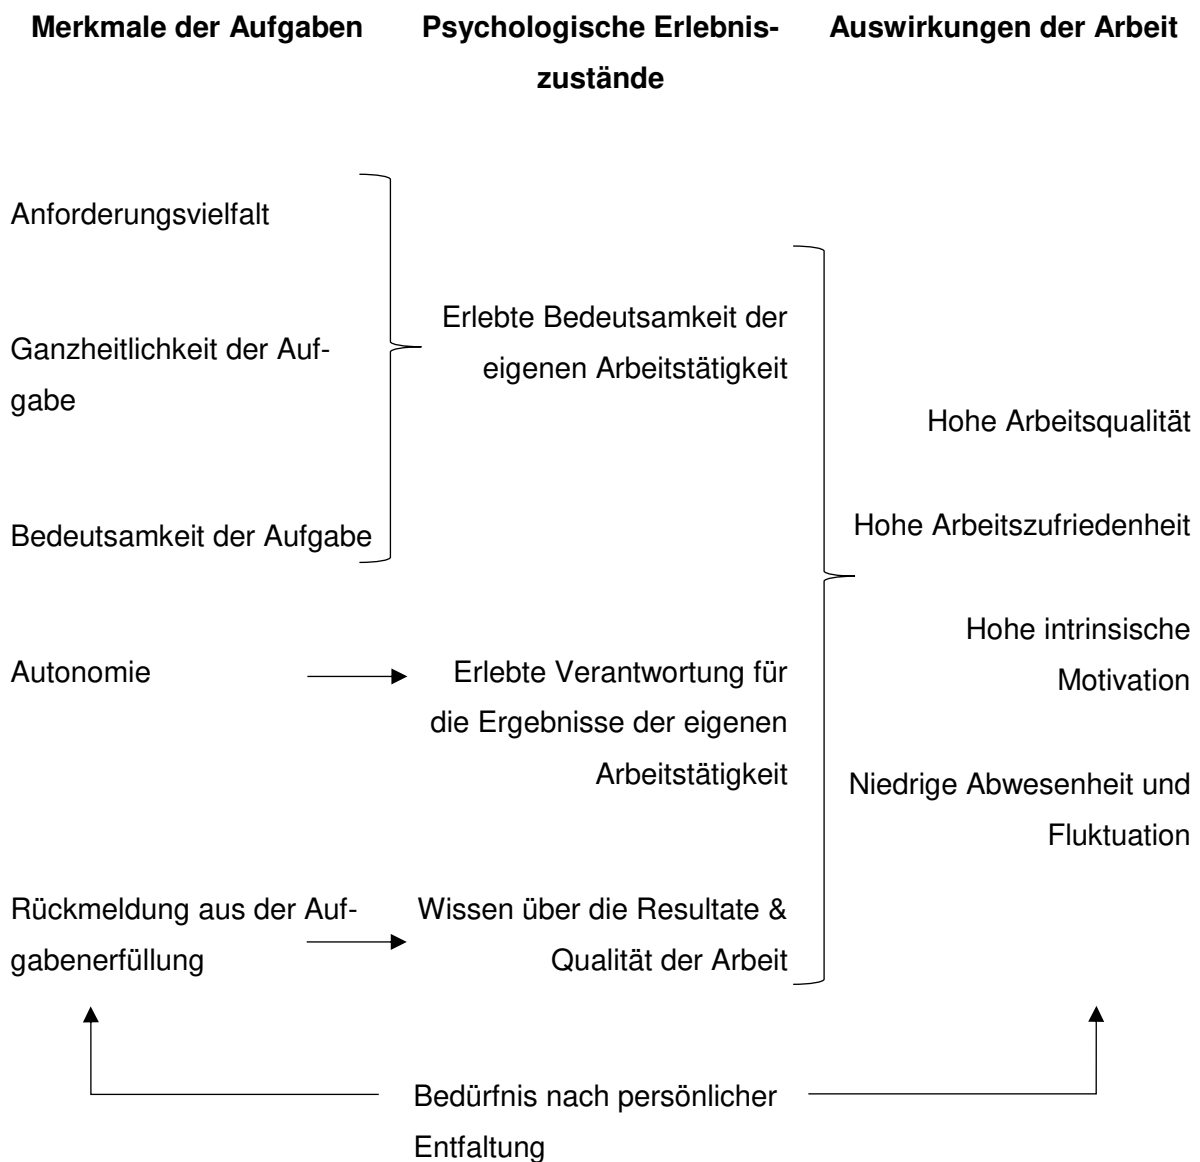 Merkmale der Aufgaben
Psychologische Erlebnis-
zustände
Auswirkungen der Arbeit
Anforderungsvielfalt
Ganzheitlichkeit der Auf-
gabe
Bedeutsamkeit der Aufgabe
Autonomie
Rückmeldung aus der Auf-
gabenerfüllung
Erlebte Bedeutsamkeit der
eigenen Arbeitstätigkeit
Erlebte Verantwortung für
die Ergebnisse der eigenen
Arbeitstätigkeit
Wissen über die Resultate &
Qualität der Arbeit
Hohe Arbeitsqualität
Hohe Arbeitszufriedenheit
Hohe intrinsische
Motivation
Niedrige Abwesenheit und
Fluktuation
Bedürfnis nach persönlicher
Entfaltung